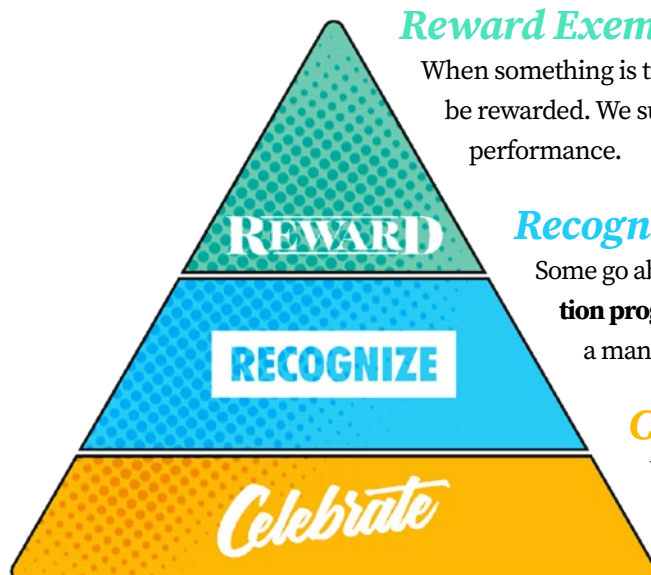 Reward Exem
When something is t
be rewarded. We su
performance.
REWARD
Recogn
Some go ab
tion prog
a man
RECOGNIZE
C
Celebrate